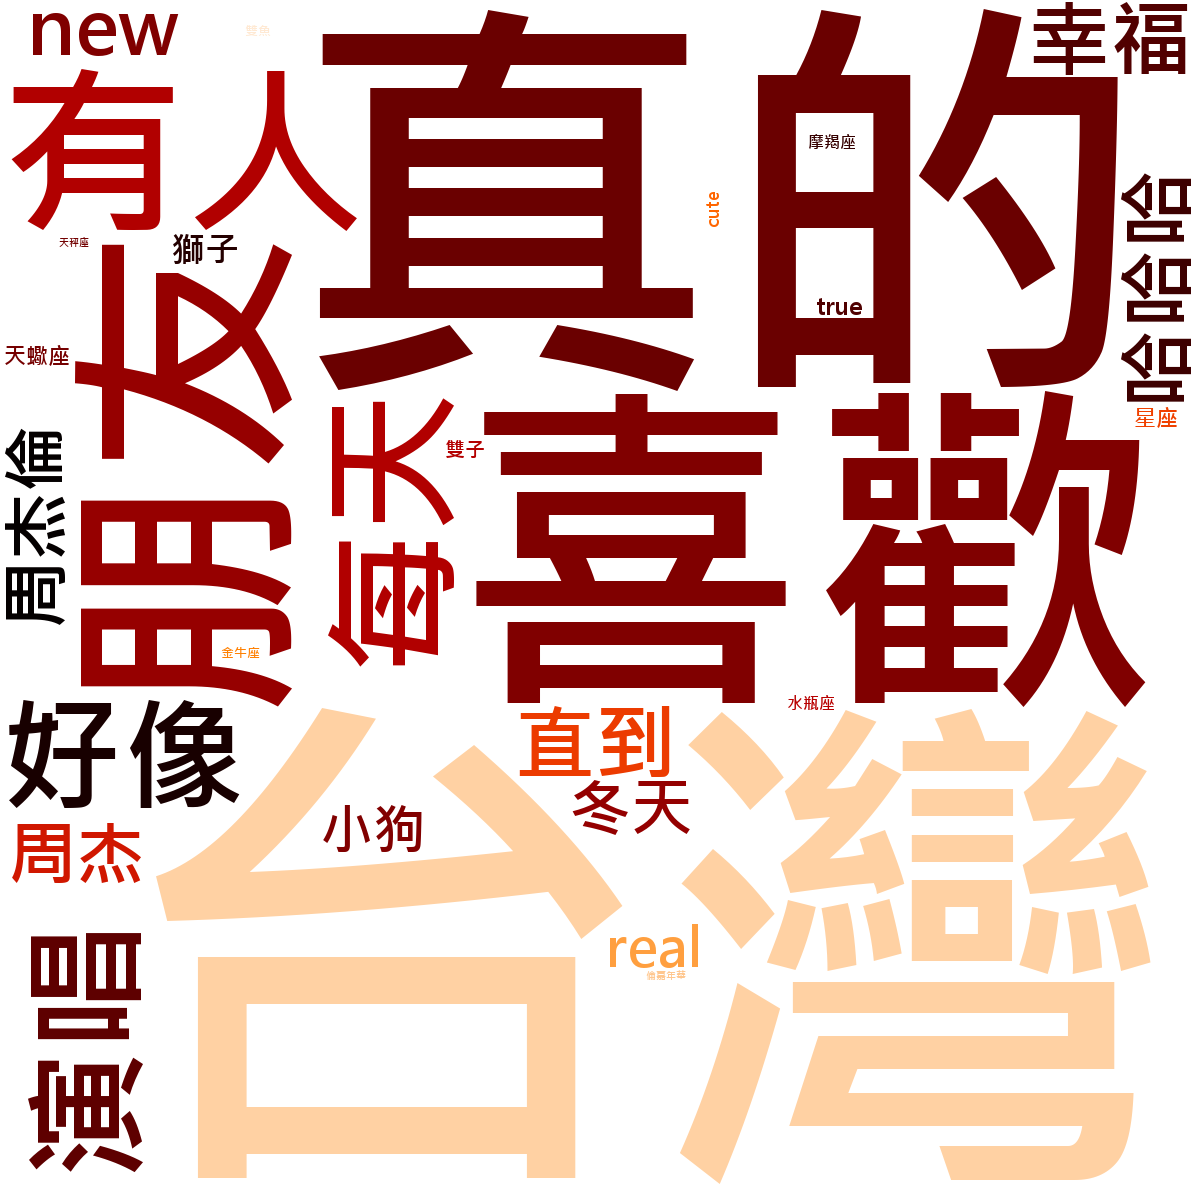 new
雙魚
真的
幸福
有人
摩羯座
cute
哈哈哈
天秤座
獅子
朋友
true
天蠍座
每天
喜歡
星座
雙子
周杰倫
金牛座
水瓶座
好像
台灣
直到
冬天
小狗
周杰
real
嘉年華
演唱